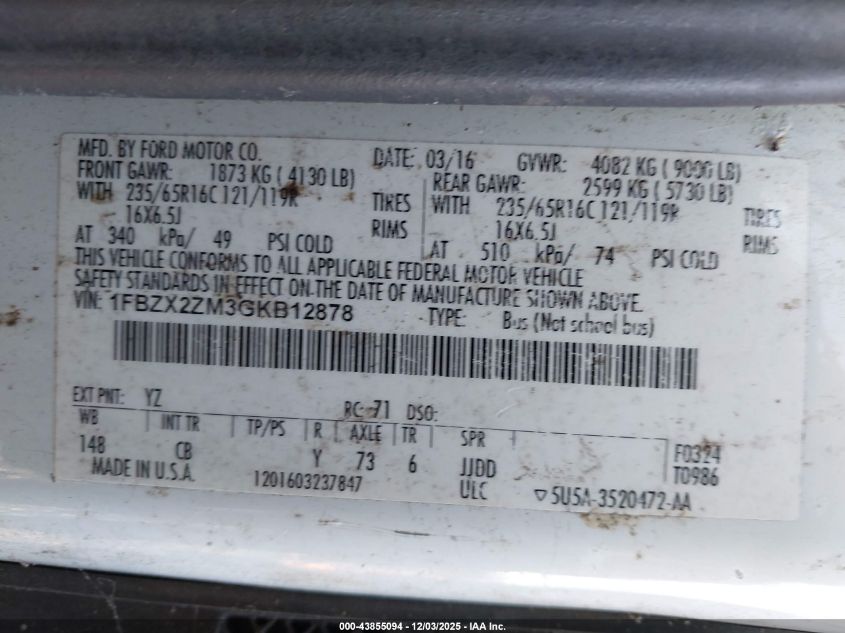 MFD. BY FORD MOTOR CO. DATE: 03/16 GVWR: 4082 KG ( 9000 LB)
FRONT GAWR: 1873 KG ( 4130 LB) REAR GAWR: 2599 KG ( 5730 LB)
WITH 235/65R16C 121/119R TIRES WITH 235/65R16C 121/119R TIRES
16X6.5J RIMS 16X6.5J RIMS
AT 340 kPa/ 49 PSI COLD AT 510 kPa/ 74 PSI COLD
THIS VEHICLE CONFORMS TO ALL APPLICABLE FEDERAL MOTOR VEHICLE
SAFETY STANDARDS IN EFFECT ON THE DATE OF MANUFACTURE SHOWN ABOVE.
VIN: 1FBZX2ZM3GKB12878 TYPE: Bus (Not school bus)
EXT PNT: YZ RC: 71 DSO:
WB INT TR TP/PS R AXLE TR SPR F0324
148 CB Y 73 6 JJDD T0986
MADE IN U.S.A. 1201603237847 ULC ▽5U5A-3520472-AA
000-43855094 - 12/03/2025 - IAA Inc.